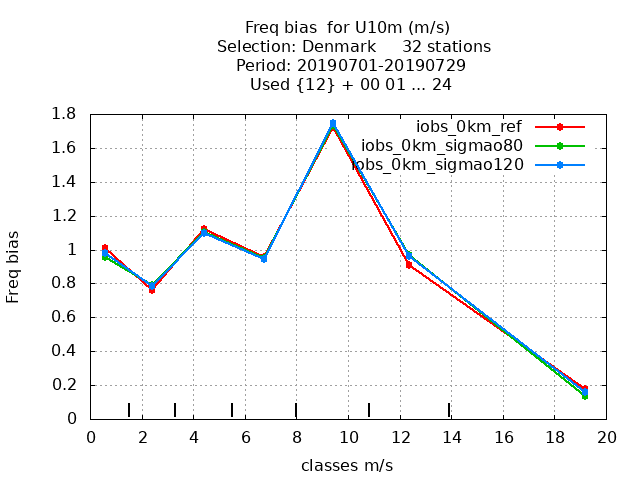 Freq bias  for U10m (m/s)
Selection: Denmark     32 stations
Period: 20190701-20190729
Used {12} + 00 01 ... 24
iobs_0km_ref
iobs_0km_sigmao80
iobs_0km_sigmao120
Freq bias
1.8
1.6
1.4
1.2
1
0.8
0.6
0.4
0.2
0
0 2 4 6 8 10 12 14 16 18 20
classes m/s